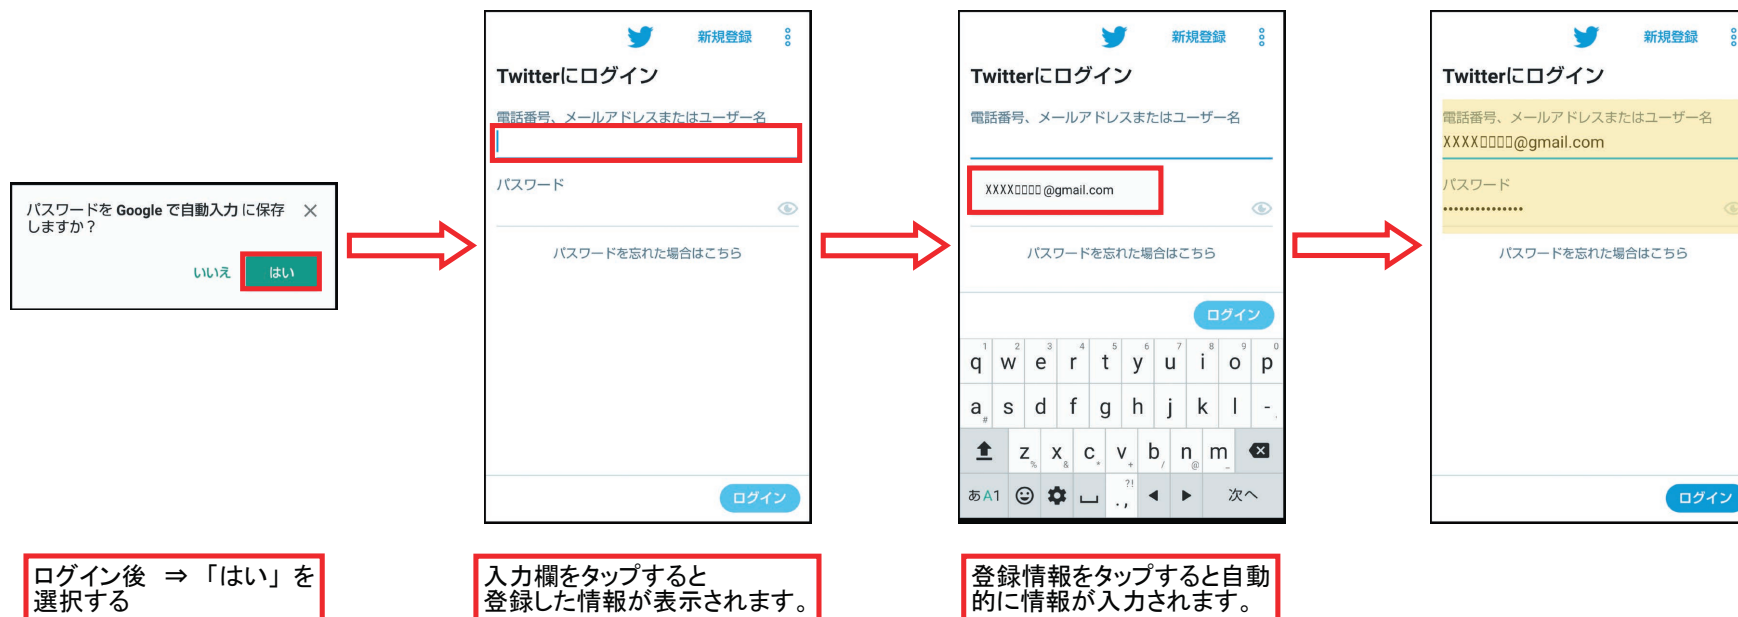 パスワードを Google で自動入力 に保存
しますか？
いいえ
はい
新規登録
Twitterにログイン
電話番号、メールアドレスまたはユーザー名
パスワード
パスワードを忘れた場合はこちら
ログイン
新規登録
Twitterにログイン
電話番号、メールアドレスまたはユーザー名
XXXX▯▯▯▯ @gmail.com
パスワードを忘れた場合はこちら
ログイン
1 2 3 4 5 6 7 8 9 0
q w e r t y u i o p
a s d f g h j k l -
#
z x c v b n m
% & * + / @ _
あA1 ?! ., 次へ
新規登録
Twitterにログイン
電話番号、メールアドレスまたはユーザー名
XXXX▯▯▯▯@gmail.com
パスワード
•••••••••••••••
パスワードを忘れた場合はこちら
ログイン
ログイン後 ⇒ 「はい」を
選択する
入力欄をタップすると
登録した情報が表示されます。
登録情報をタップすると自動
的に情報が入力されます。